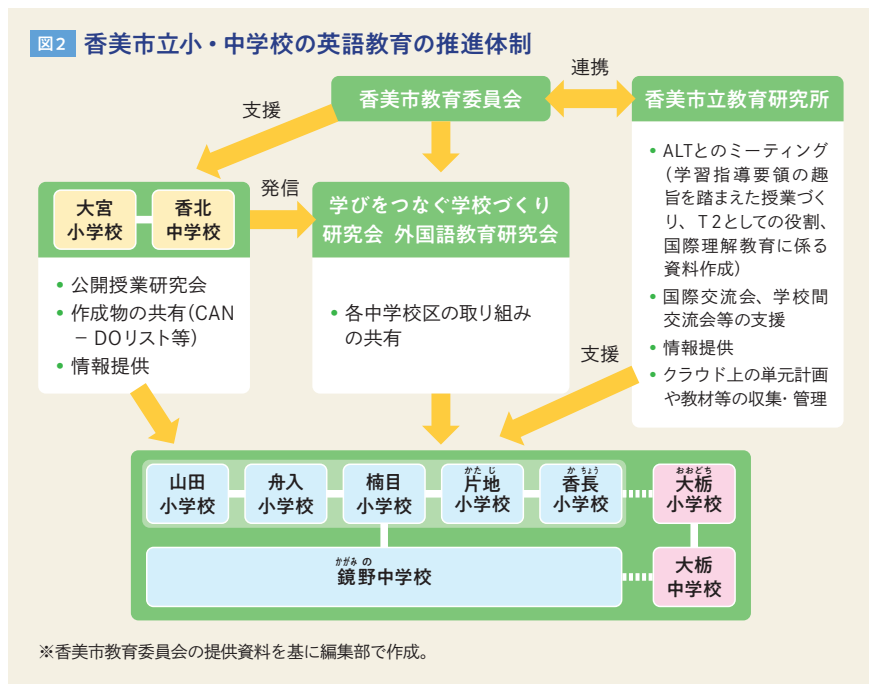 図2 香美市立小・中学校の英語教育の推進体制
連携
香美市教育委員会
香美市立教育研究所
支援
大宮
小学校
香北
中学校
発信
学びをつなぐ学校づくり
研究会 外国語教育研究会
• 公開授業研究会
• 作成物の共有(CAN
－DOリスト等)
• 情報提供
• 各中学校区の取り組み
の共有
• ALTとのミーティング
(学習指導要領の趣
旨を踏まえた授業づく
り、T2としての役割、
国際理解教育に係る
資料作成)
• 国際交流会、学校間
交流会等の支援
• 情報提供
• クラウド上の単元計画
や教材等の収集・管理
支援
山田
小学校
舟入
小学校
楠目
小学校
かたじ
片地
小学校
かちょう
香長
小学校
おおどち
大栃
小学校
かがみの
鏡野中学校
大栃
中学校
※香美市教育委員会の提供資料を基に編集部で作成。